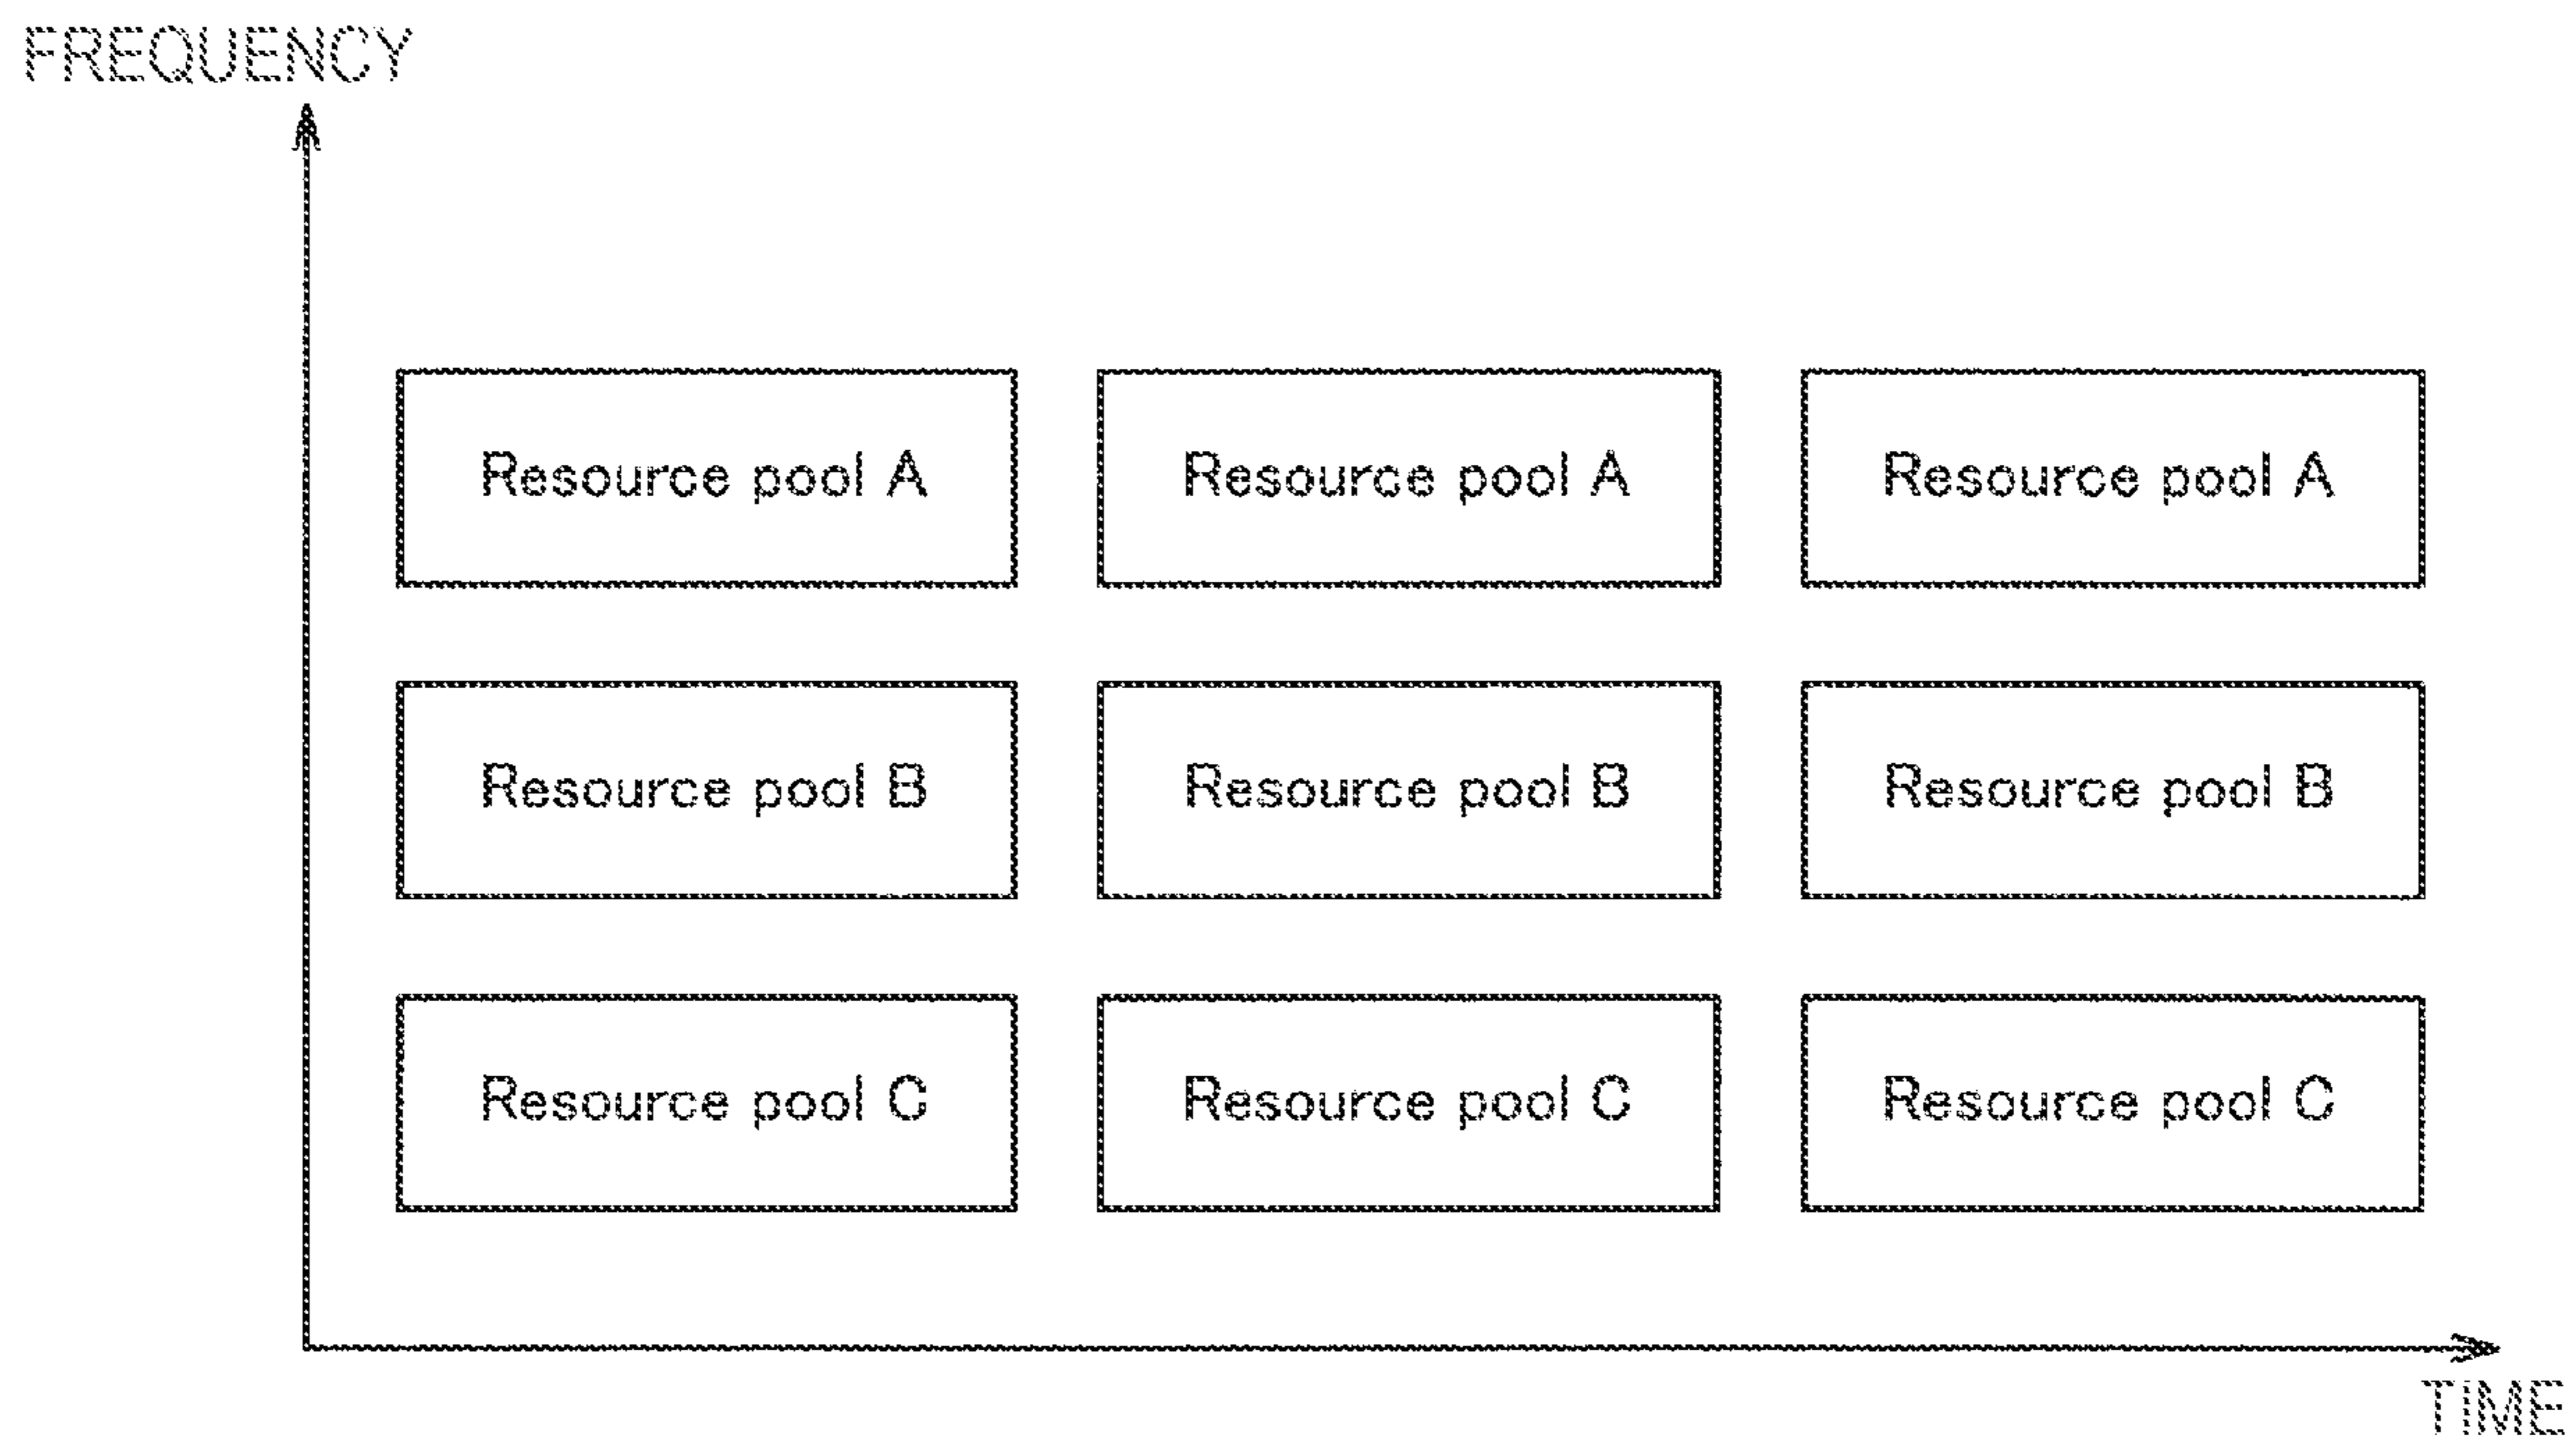 FREQUENCY
Resource pool A Resource pool A Resource pool A
Resource pool B Resource pool B Resource pool B
Resource pool C Resource pool C Resource pool C
TIME